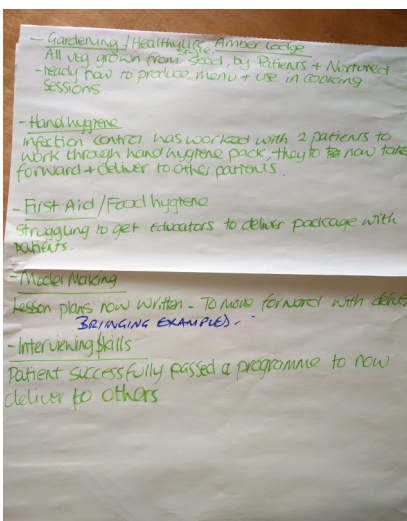 - Gardening / Healthy life style. Amber Lodge
All veg grown from seed, by Patients + Nurtured
- ready now to produce menu + use in cooking
sessions
- Hand hygiene
Infection control has worked with 2 patients to
work through hand hygiene pack, they to now take
forward + deliver to other patients.
- First Aid / Food hygiene
Struggling to get Educators to deliver package with
patients.
- Model Making
Lesson plans now written - To move forward with
BRINGING EXAMPLES.
- Interviewing skills
Patient successfully passed a programme to now
deliver to others